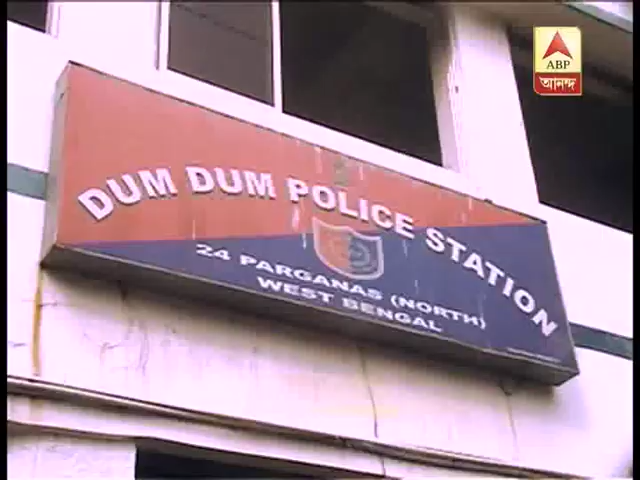 ABP
আনন্দ
DUM DUM POLICE STATION
24 PARGANAS (NORTH)
WEST BENGAL